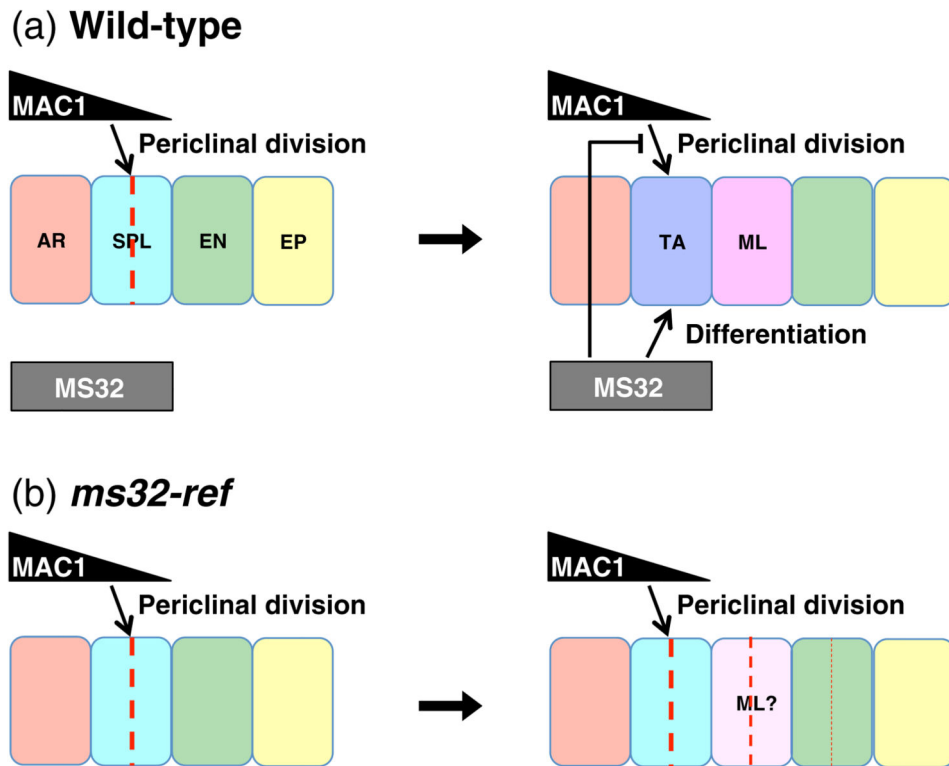 (a) Wild-type
MAC1
Periclinal division
AR SPL EN EP
MS32
MAC1
Periclinal division
TA ML
Differentiation
MS32
(b) ms32-ref
MAC1
Periclinal division
MAC1
Periclinal division
ML?